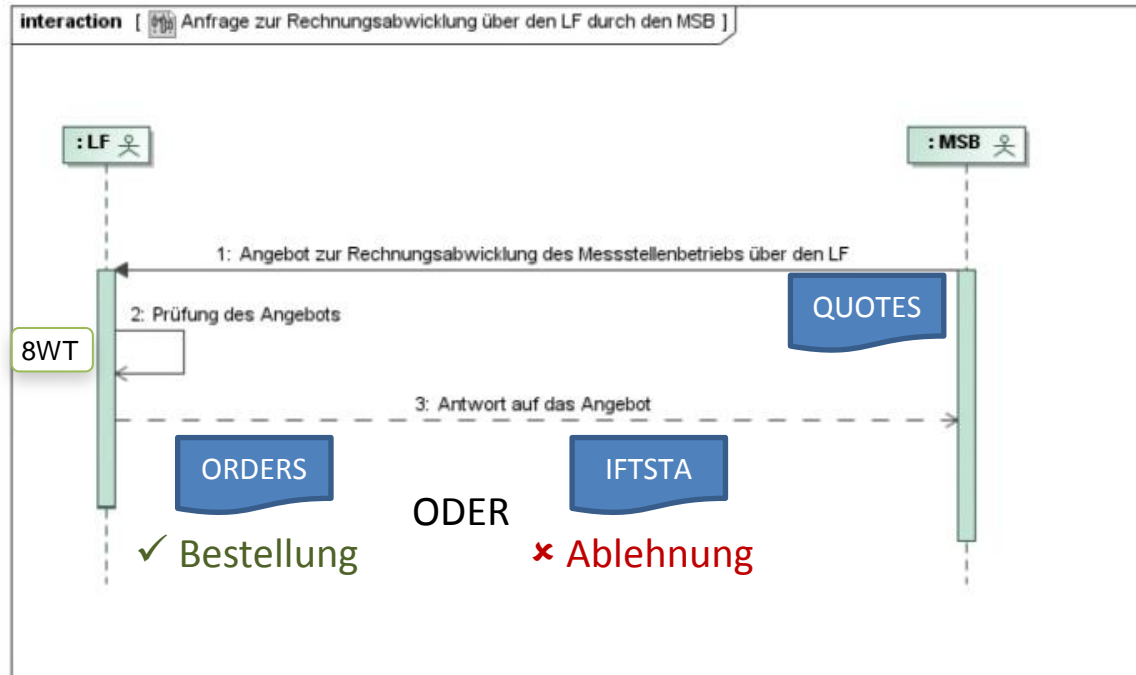 interaction [ Anfrage zur Rechnungsabwicklung über den LF durch den MSB ]
: LF
: MSB
1: Angebot zur Rechnungsabwicklung des Messstellenbetriebs über den LF
QUOTES
2: Prüfung des Angebots
8WT
3: Antwort auf das Angebot
ORDERS
IFTSTA
ODER
✓ Bestellung
✘ Ablehnung